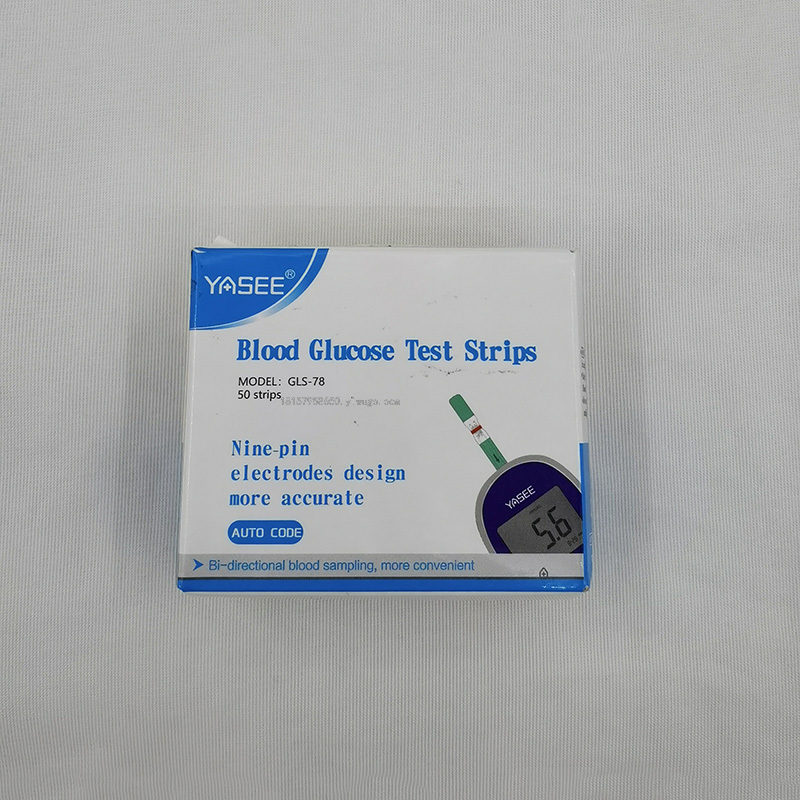 YASEE®
Blood Glucose Test Strips
MODEL: GLS-78
50 strips
Nine-pin
electrodes design
more accurate
AUTO CODE
YASEE
5.6
Bi-directional blood sampling, more convenient